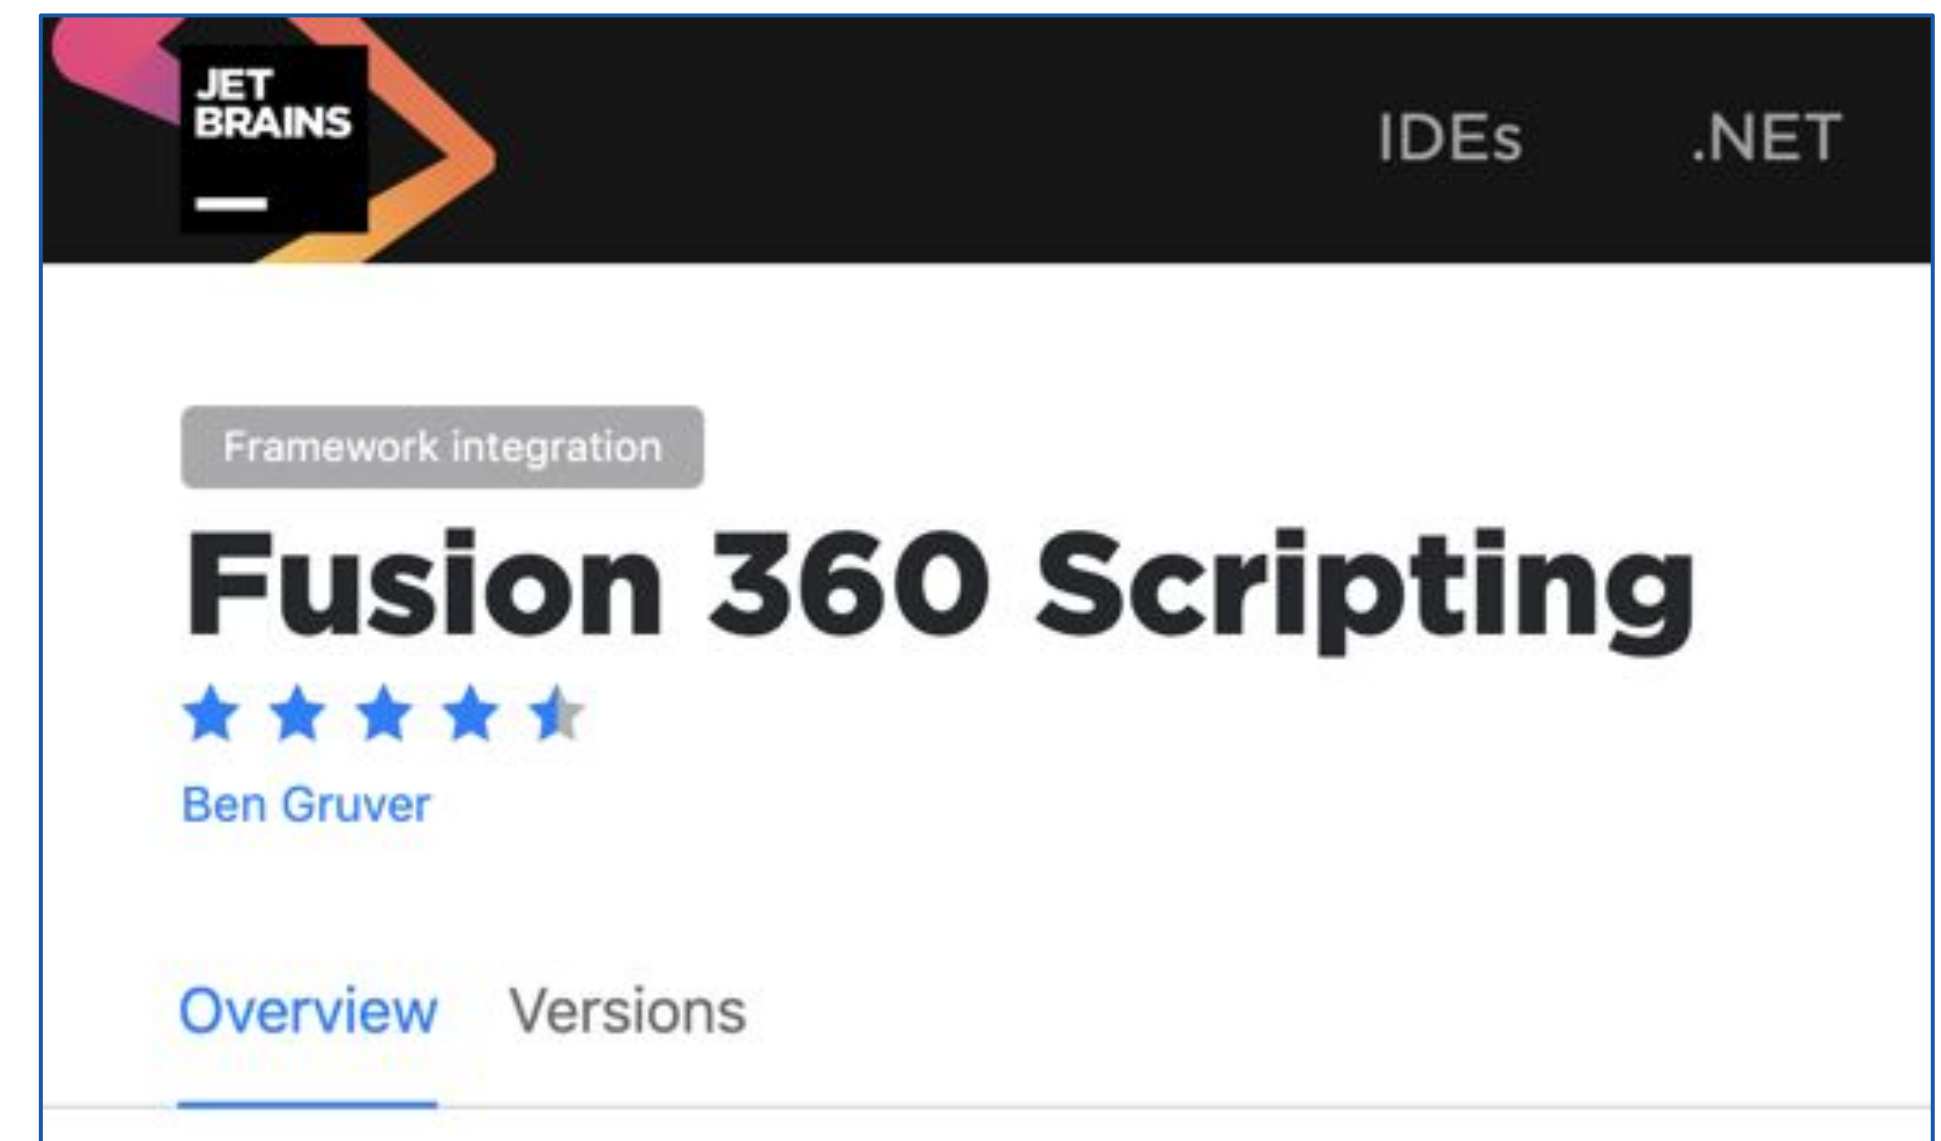 JET
BRAINS
IDEs .NET
Framework integration
Fusion 360 Scripting
Ben Gruver
Overview Versions